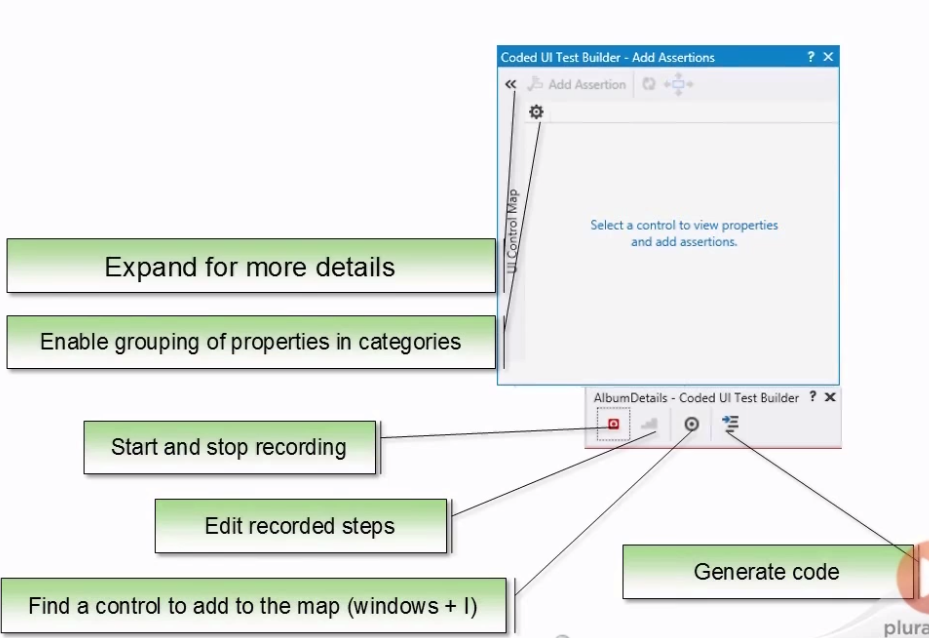 Coded UI Test Builder - Add Assertions ? ×
Add Assertion
UI Control Map
Select a control to view properties
and add assertions.
Expand for more details
Enable grouping of properties in categories
AlbumDetails - Coded UI Test Builder ? ×
Start and stop recording
Edit recorded steps
Generate code
Find a control to add to the map (windows + I)
plura